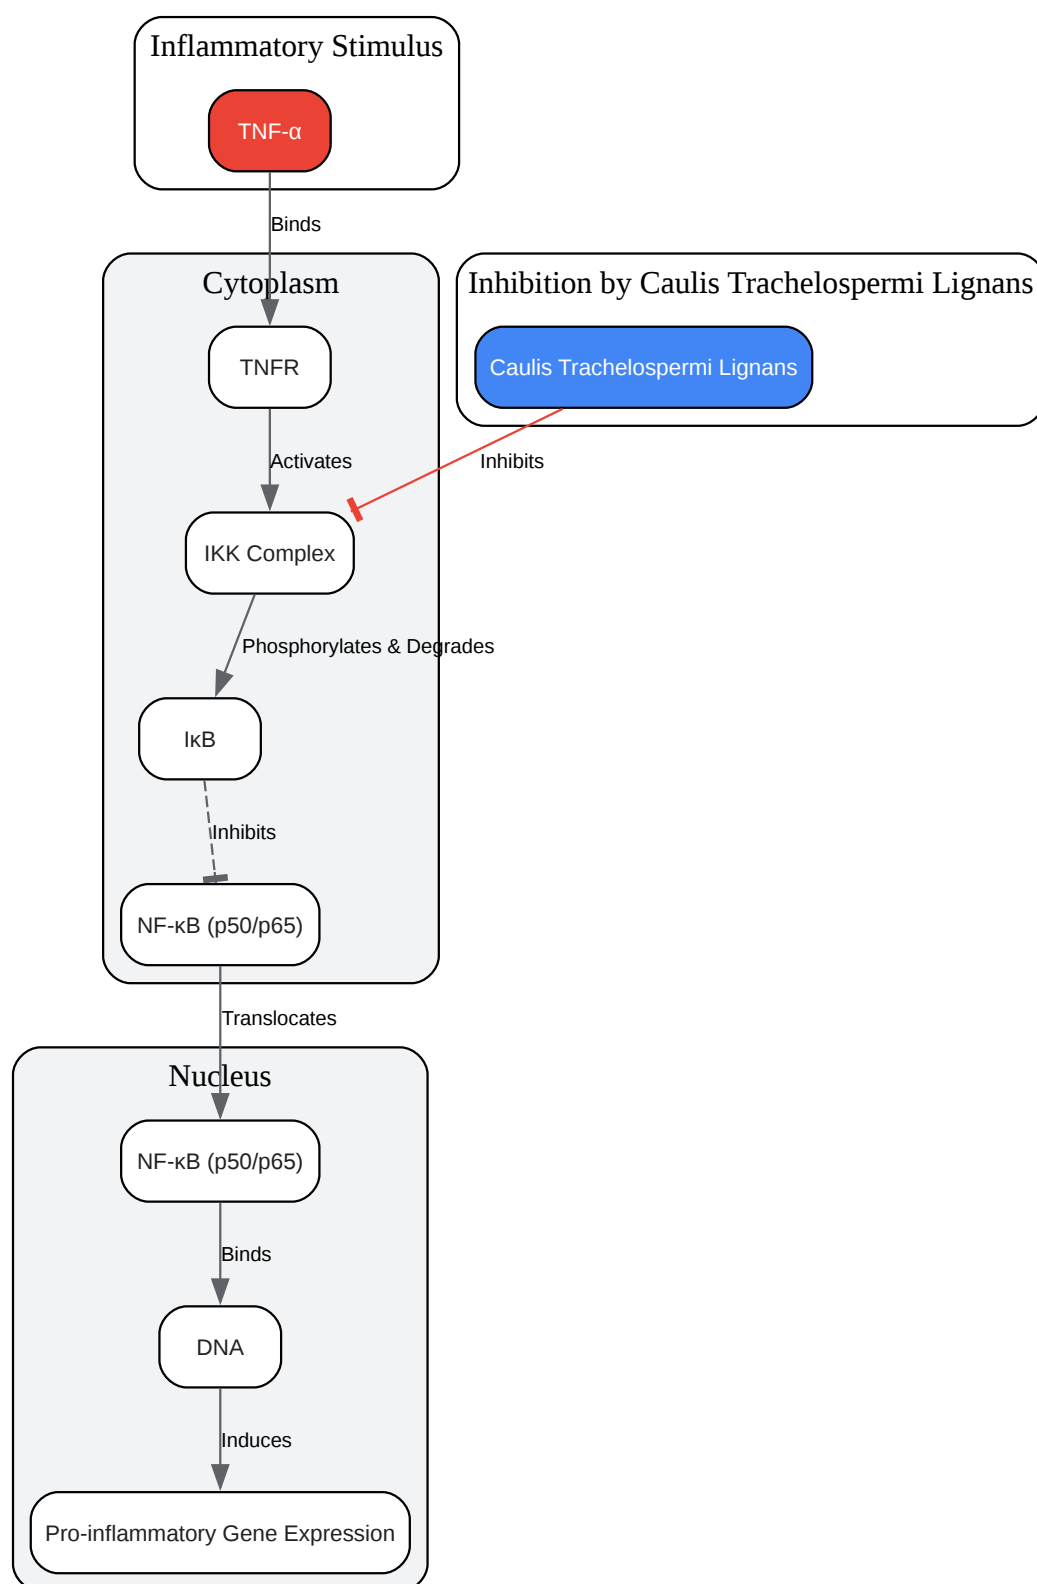 Inflammatory Stimulus
TNF-α
Binds
Cytoplasm
Inhibition by Caulis Trachelospermi Lignans
TNFR
Caulis Trachelospermi Lignans
Activates
Inhibits
IKK Complex
Phosphorylates & Degrades
IκB
Inhibits
NF-κB (p50/p65)
Translocates
Nucleus
NF-κB (p50/p65)
Binds
DNA
Induces
Pro-inflammatory Gene Expression